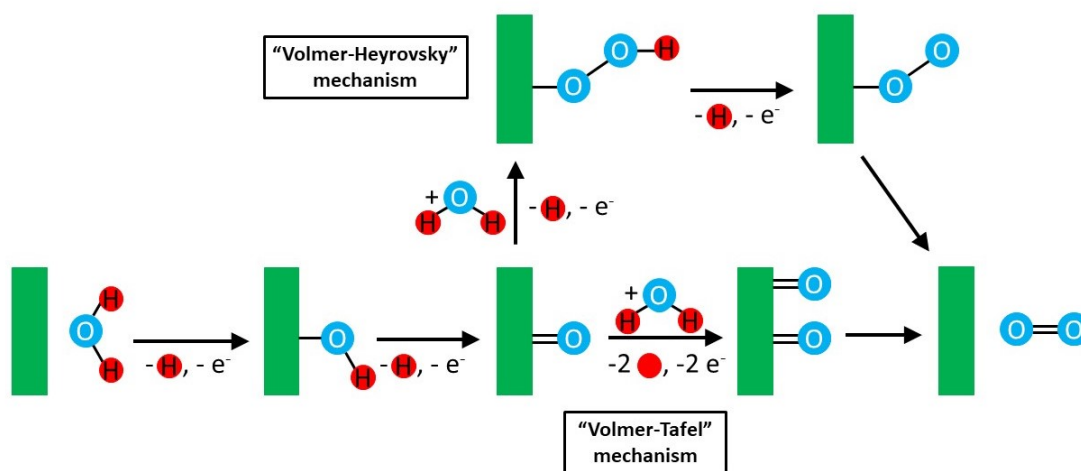 “Volmer-Heyrovsky”
mechanism
O
O
H
- H, - e⁻
O
O
+
O
H
H
- H, - e⁻
H
O
H
- H, - e⁻
O
H
- H, - e⁻
O
+
O
H
H
-2 , -2 e⁻
O
O
O
O
“Volmer-Tafel”
mechanism